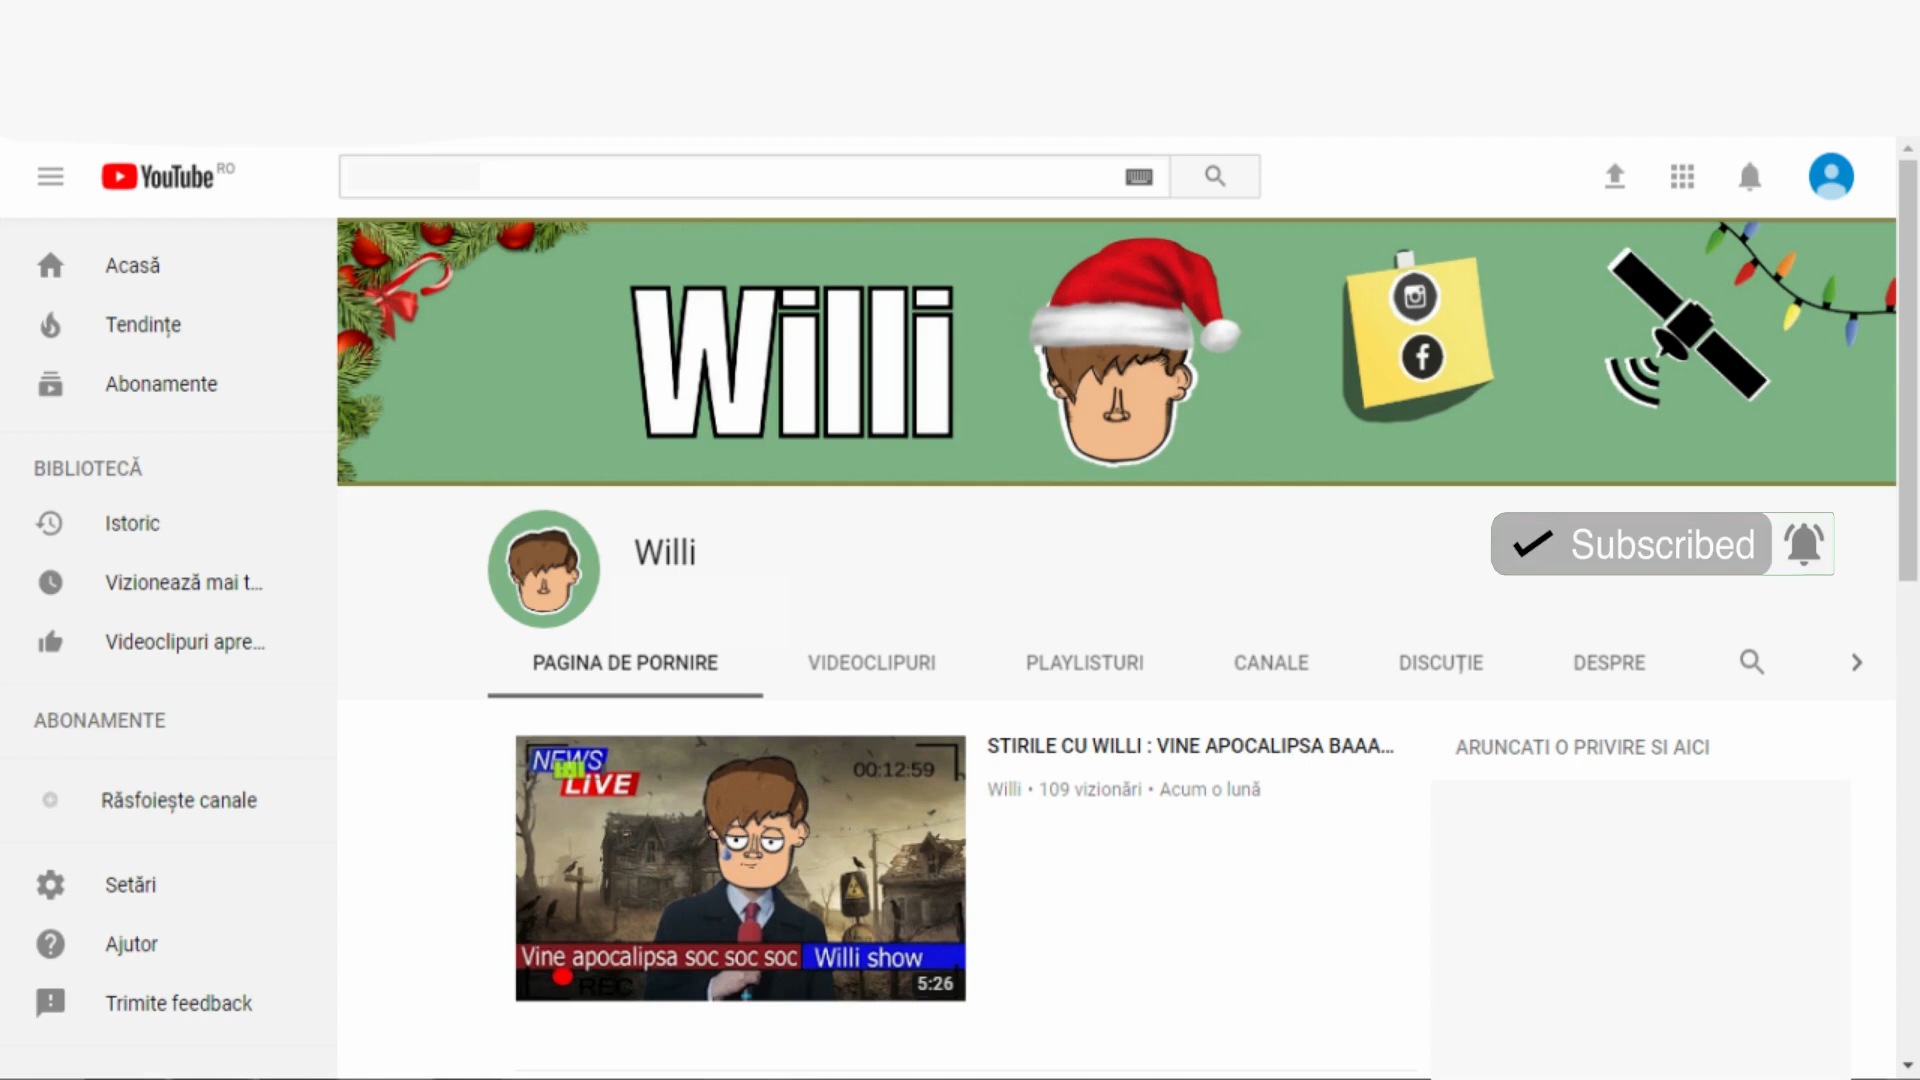 YouTube RO
Acasă
Tendințe
Abonamente
BIBLIOTECĂ
Istoric
Vizionează mai t...
Videoclipuri apre...
ABONAMENTE
Răsfoiește canale
Setări
Ajutor
Trimite feedback
Willi
Willi
Subscribed
PAGINA DE PORNIRE
VIDEOCLIPURI
PLAYLISTURI
CANALE
DISCUȚIE
DESPRE
NEWS
LIVE
00:12:59
Vine apocalipsa soc soc soc
Willi show
REC
5:26
STIRILE CU WILLI : VINE APOCALIPSA BAAA...
Willi • 109 vizionări • Acum o lună
ARUNCATI O PRIVIRE SI AICI